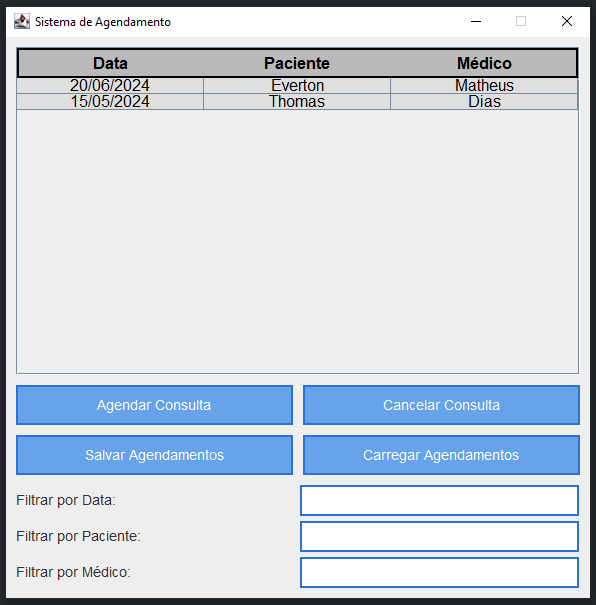 Sistema de Agendamento
Data Paciente Médico
20/06/2024 Everton Matheus
15/05/2024 Thomas Dias
Agendar Consulta Cancelar Consulta
Salvar Agendamentos Carregar Agendamentos
Filtrar por Data:
Filtrar por Paciente:
Filtrar por Médico: